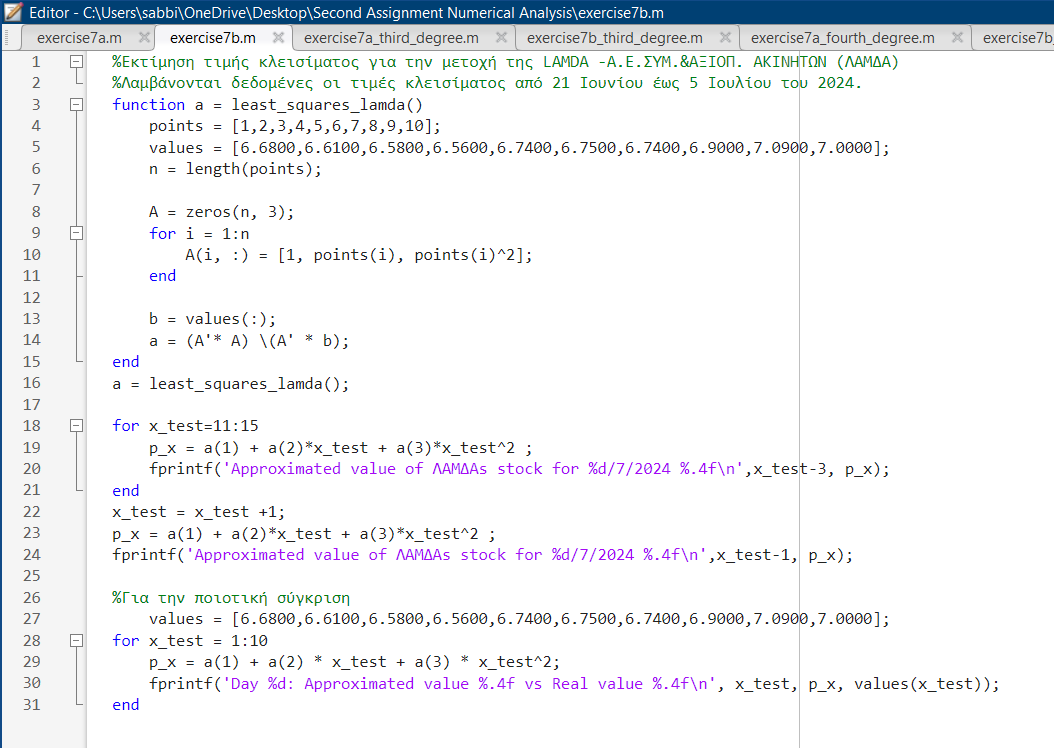 Editor - C:\Users\sabbi\OneDrive\Desktop\Second Assignment Numerical Analysis\exercise7b.m
exercise7a.m exercise7b.m exercise7a_third_degree.m exercise7b_third_degree.m exercise7a_fourth_degree.m exercise7b_
1 %Εκτίμηση τιμής κλεισίματος για την μετοχή της LAMDA -Α.Ε.ΣΥΜ.&ΑΞΙΟΠ. ΑΚΙΝΗΤΩΝ (ΛΑΜΔΑ)
2 %Λαμβάνονται δεδομένες οι τιμές κλεισίματος από 21 Ιουνίου έως 5 Ιουλίου του 2024.
3 function a = least_squares_lamda()
4     points = [1,2,3,4,5,6,7,8,9,10];
5     values = [6.6800,6.6100,6.5800,6.5600,6.7400,6.7500,6.7400,6.9000,7.0900,7.0000];
6     n = length(points);
7
8     A = zeros(n, 3);
9     for i = 1:n
10         A(i, :) = [1, points(i), points(i)^2];
11     end
12
13     b = values(:);
14     a = (A'* A) \(A' * b);
15 end
16 a = least_squares_lamda();
17
18 for x_test=11:15
19     p_x = a(1) + a(2)*x_test + a(3)*x_test^2 ;
20     fprintf('Approximated value of ΛΑΜΔΑs stock for %d/7/2024 %.4f\n',x_test-3, p_x);
21 end
22 x_test = x_test +1;
23 p_x = a(1) + a(2)*x_test + a(3)*x_test^2 ;
24 fprintf('Approximated value of ΛΑΜΔΑs stock for %d/7/2024 %.4f\n',x_test-1, p_x);
25
26 %Για την ποιοτική σύγκριση
27     values = [6.6800,6.6100,6.5800,6.5600,6.7400,6.7500,6.7400,6.9000,7.0900,7.0000];
28 for x_test = 1:10
29     p_x = a(1) + a(2) * x_test + a(3) * x_test^2;
30     fprintf('Day %d: Approximated value %.4f vs Real value %.4f\n', x_test, p_x, values(x_test));
31 end